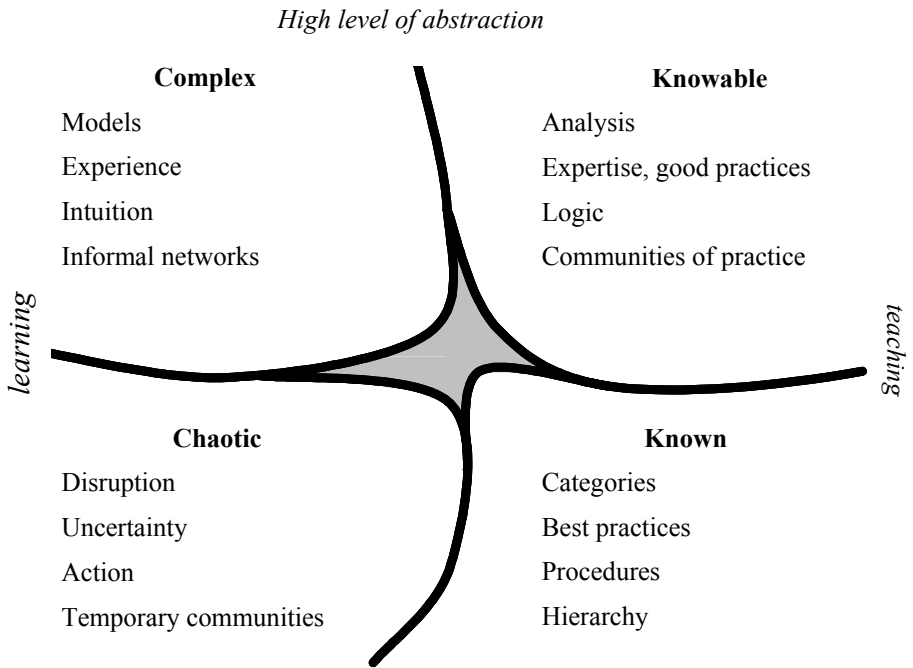 High level of abstraction
Complex
Models
Experience
Intuition
Informal networks
Knowable
Analysis
Expertise, good practices
Logic
Communities of practice
learning
teaching
Chaotic
Disruption
Uncertainty
Action
Temporary communities
Known
Categories
Best practices
Procedures
Hierarchy